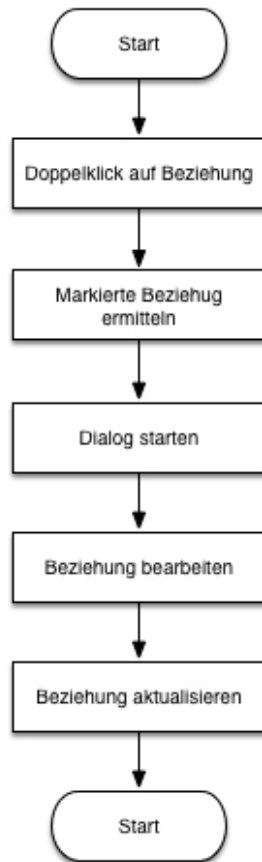 Start
Doppelklick auf Beziehung
Markierte Beziehug
ermitteln
Dialog starten
Beziehung bearbeiten
Beziehung aktualisieren
Start